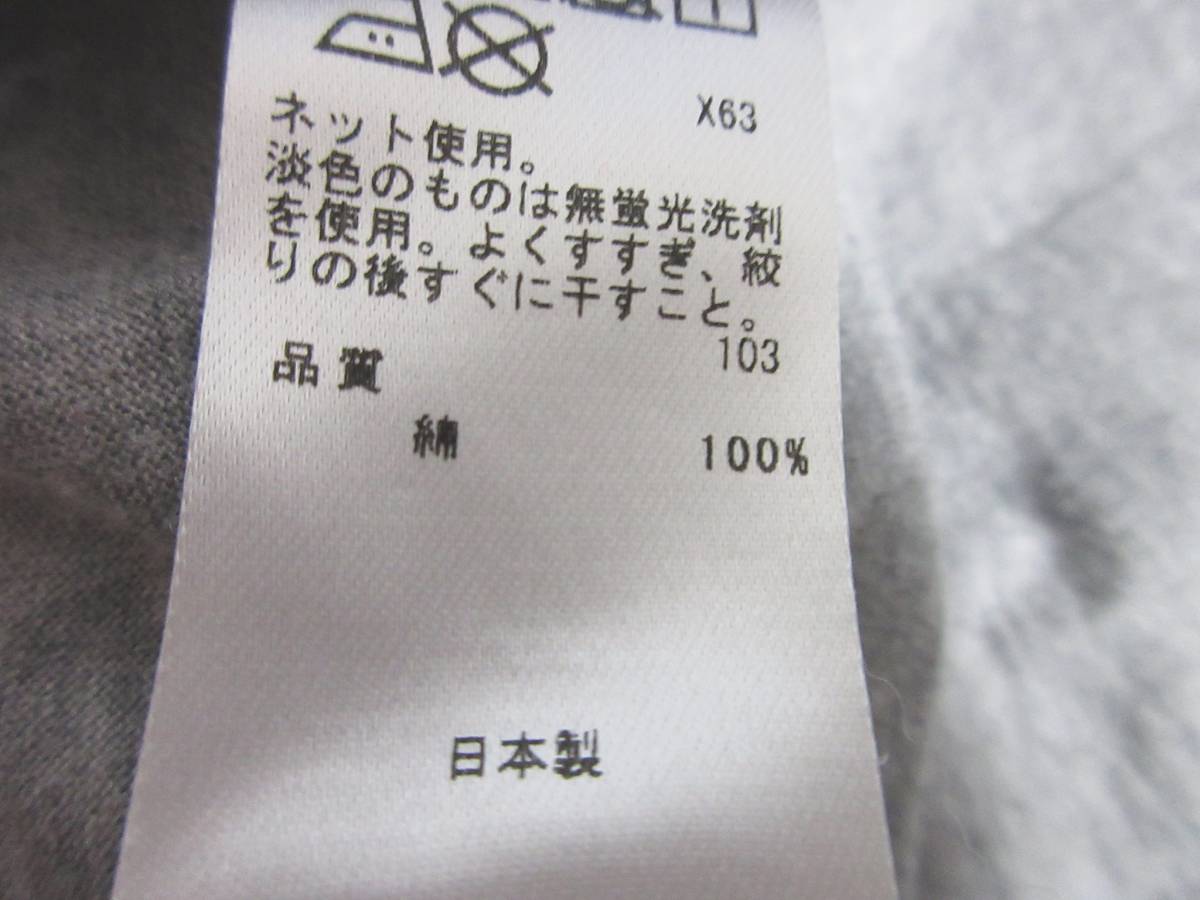 X63
ネット使用。
淡色のものは無蛍光洗剤
を使用。よくすすぎ、絞
りの後すぐに干すこと。
103
品質
綿 100%
日本製